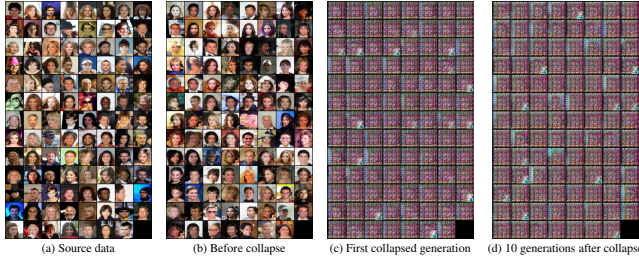 (a) Source data
(b) Before collapse
(c) First collapsed generation
(d) 10 generations after collapse